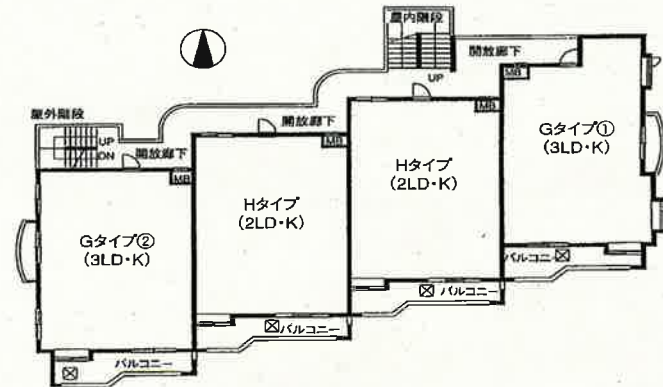 屋内階段
開放廊下
UP
MB
Gタイプ①
(3LD・K)
屋外階段
UP
DN
開放廊下
MB
開放廊下
MB
MB
Hタイプ
(2LD・K)
Hタイプ
(2LD・K)
Gタイプ②
(3LD・K)
バルコニー
バルコニー
バルコニー
バルコニー